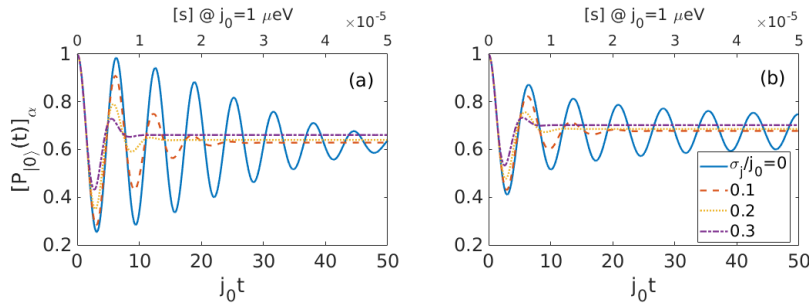 [s] @ j₀=1 μeV
×10⁻⁵
0 1 2 3 4 5
1
0.8
0.6
0.4
0.2
[P|0⟩(t)]α
(a)
0 10 20 30 40 50
j₀t
[s] @ j₀=1 μeV
×10⁻⁵
0 1 2 3 4 5
1
0.8
0.6
0.4
0.2
(b)
σⱼ/j₀=0
0.1
0.2
0.3
0 10 20 30 40 50
j₀t